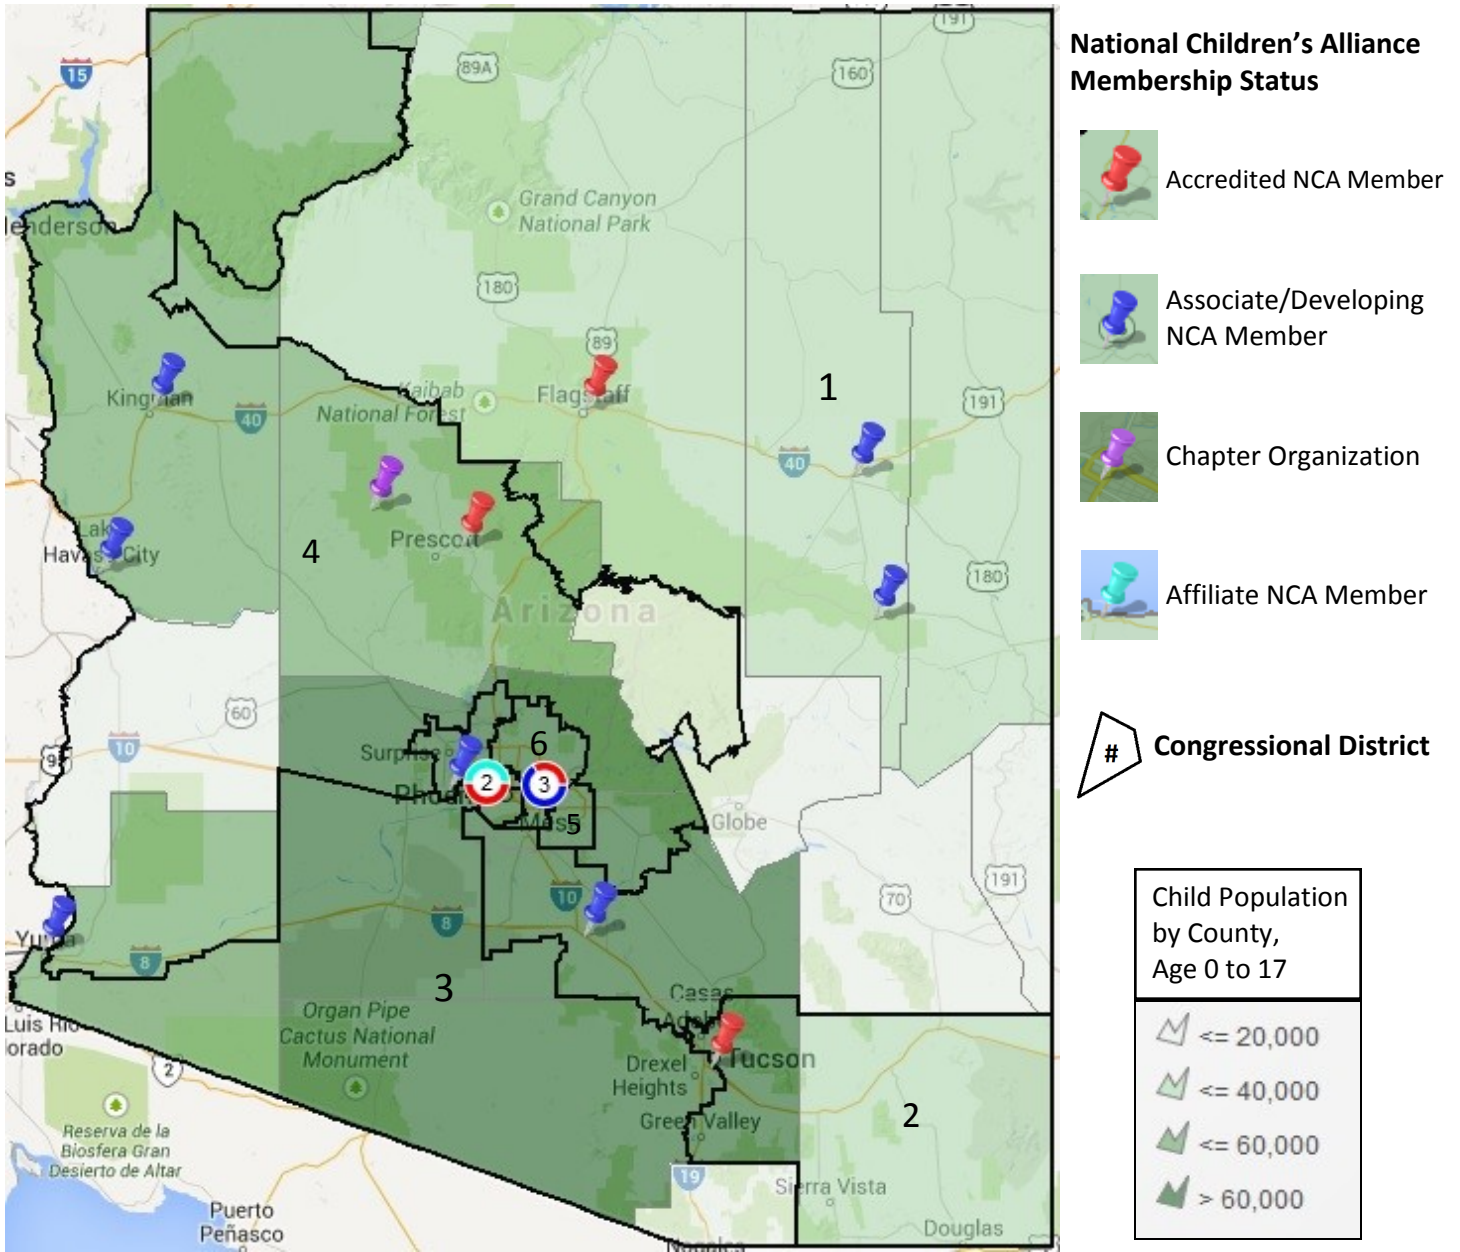 191
15
89A
160
Grand Canyon
National Park
180
89
Kingman
Kaibab
National Forest
Flagstaff
1
191
40
40
Lake
Havasu City
4
Prescott
180
Arizona
60
10
Surprise
6
2
3
Phoenix
Mesa
5
Globe
191
70
10
8
Yuma
8
3
Organ Pipe
Cactus National
Monument
Casas
Drexel
Heights
Tucson
Green Valley
2
2
Reserva de la
Biosfera Gran
Desierto de Altar
19
Sierra Vista
Puerto
Peñasco
Douglas
National Children's Alliance
Membership Status
Accredited NCA Member
Associate/Developing
NCA Member
Chapter Organization
Affiliate NCA Member
# Congressional District
Child Population
by County,
Age 0 to 17
<= 20,000
<= 40,000
<= 60,000
> 60,000